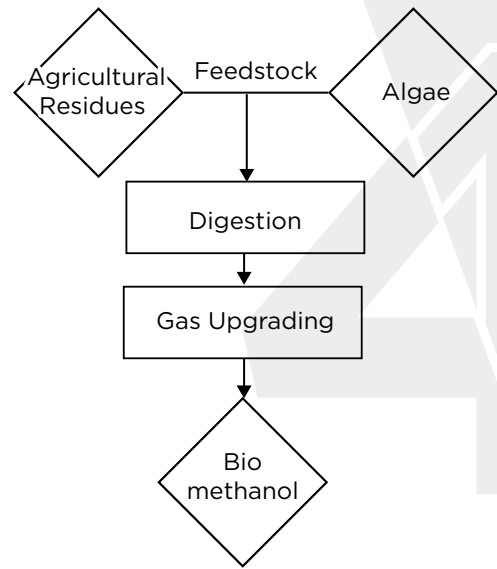 Feedstock
Agricultural
Residues
Algae
Digestion
Gas Upgrading
Bio
methanol